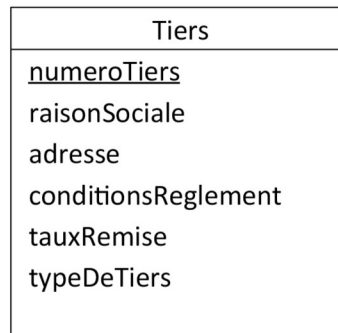 Tiers
numeroTiers
raisonSociale
adresse
conditionsReglement
tauxRemise
typeDeTiers